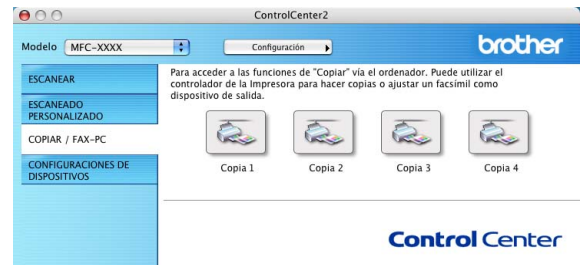 ControlCenter2
Modelo MFC-XXXX Configuración brother
ESCANEAR
ESCANEADO
PERSONALIZADO
COPIAR / FAX-PC
CONFIGURACIONES DE
DISPOSITIVOS
Para acceder a las funciones de "Copiar" vía el ordenador. Puede utilizar el
controlador de la Impresora para hacer copias o ajustar un facsímil como
dispositivo de salida.
Copia 1 Copia 2 Copia 3 Copia 4
Control Center